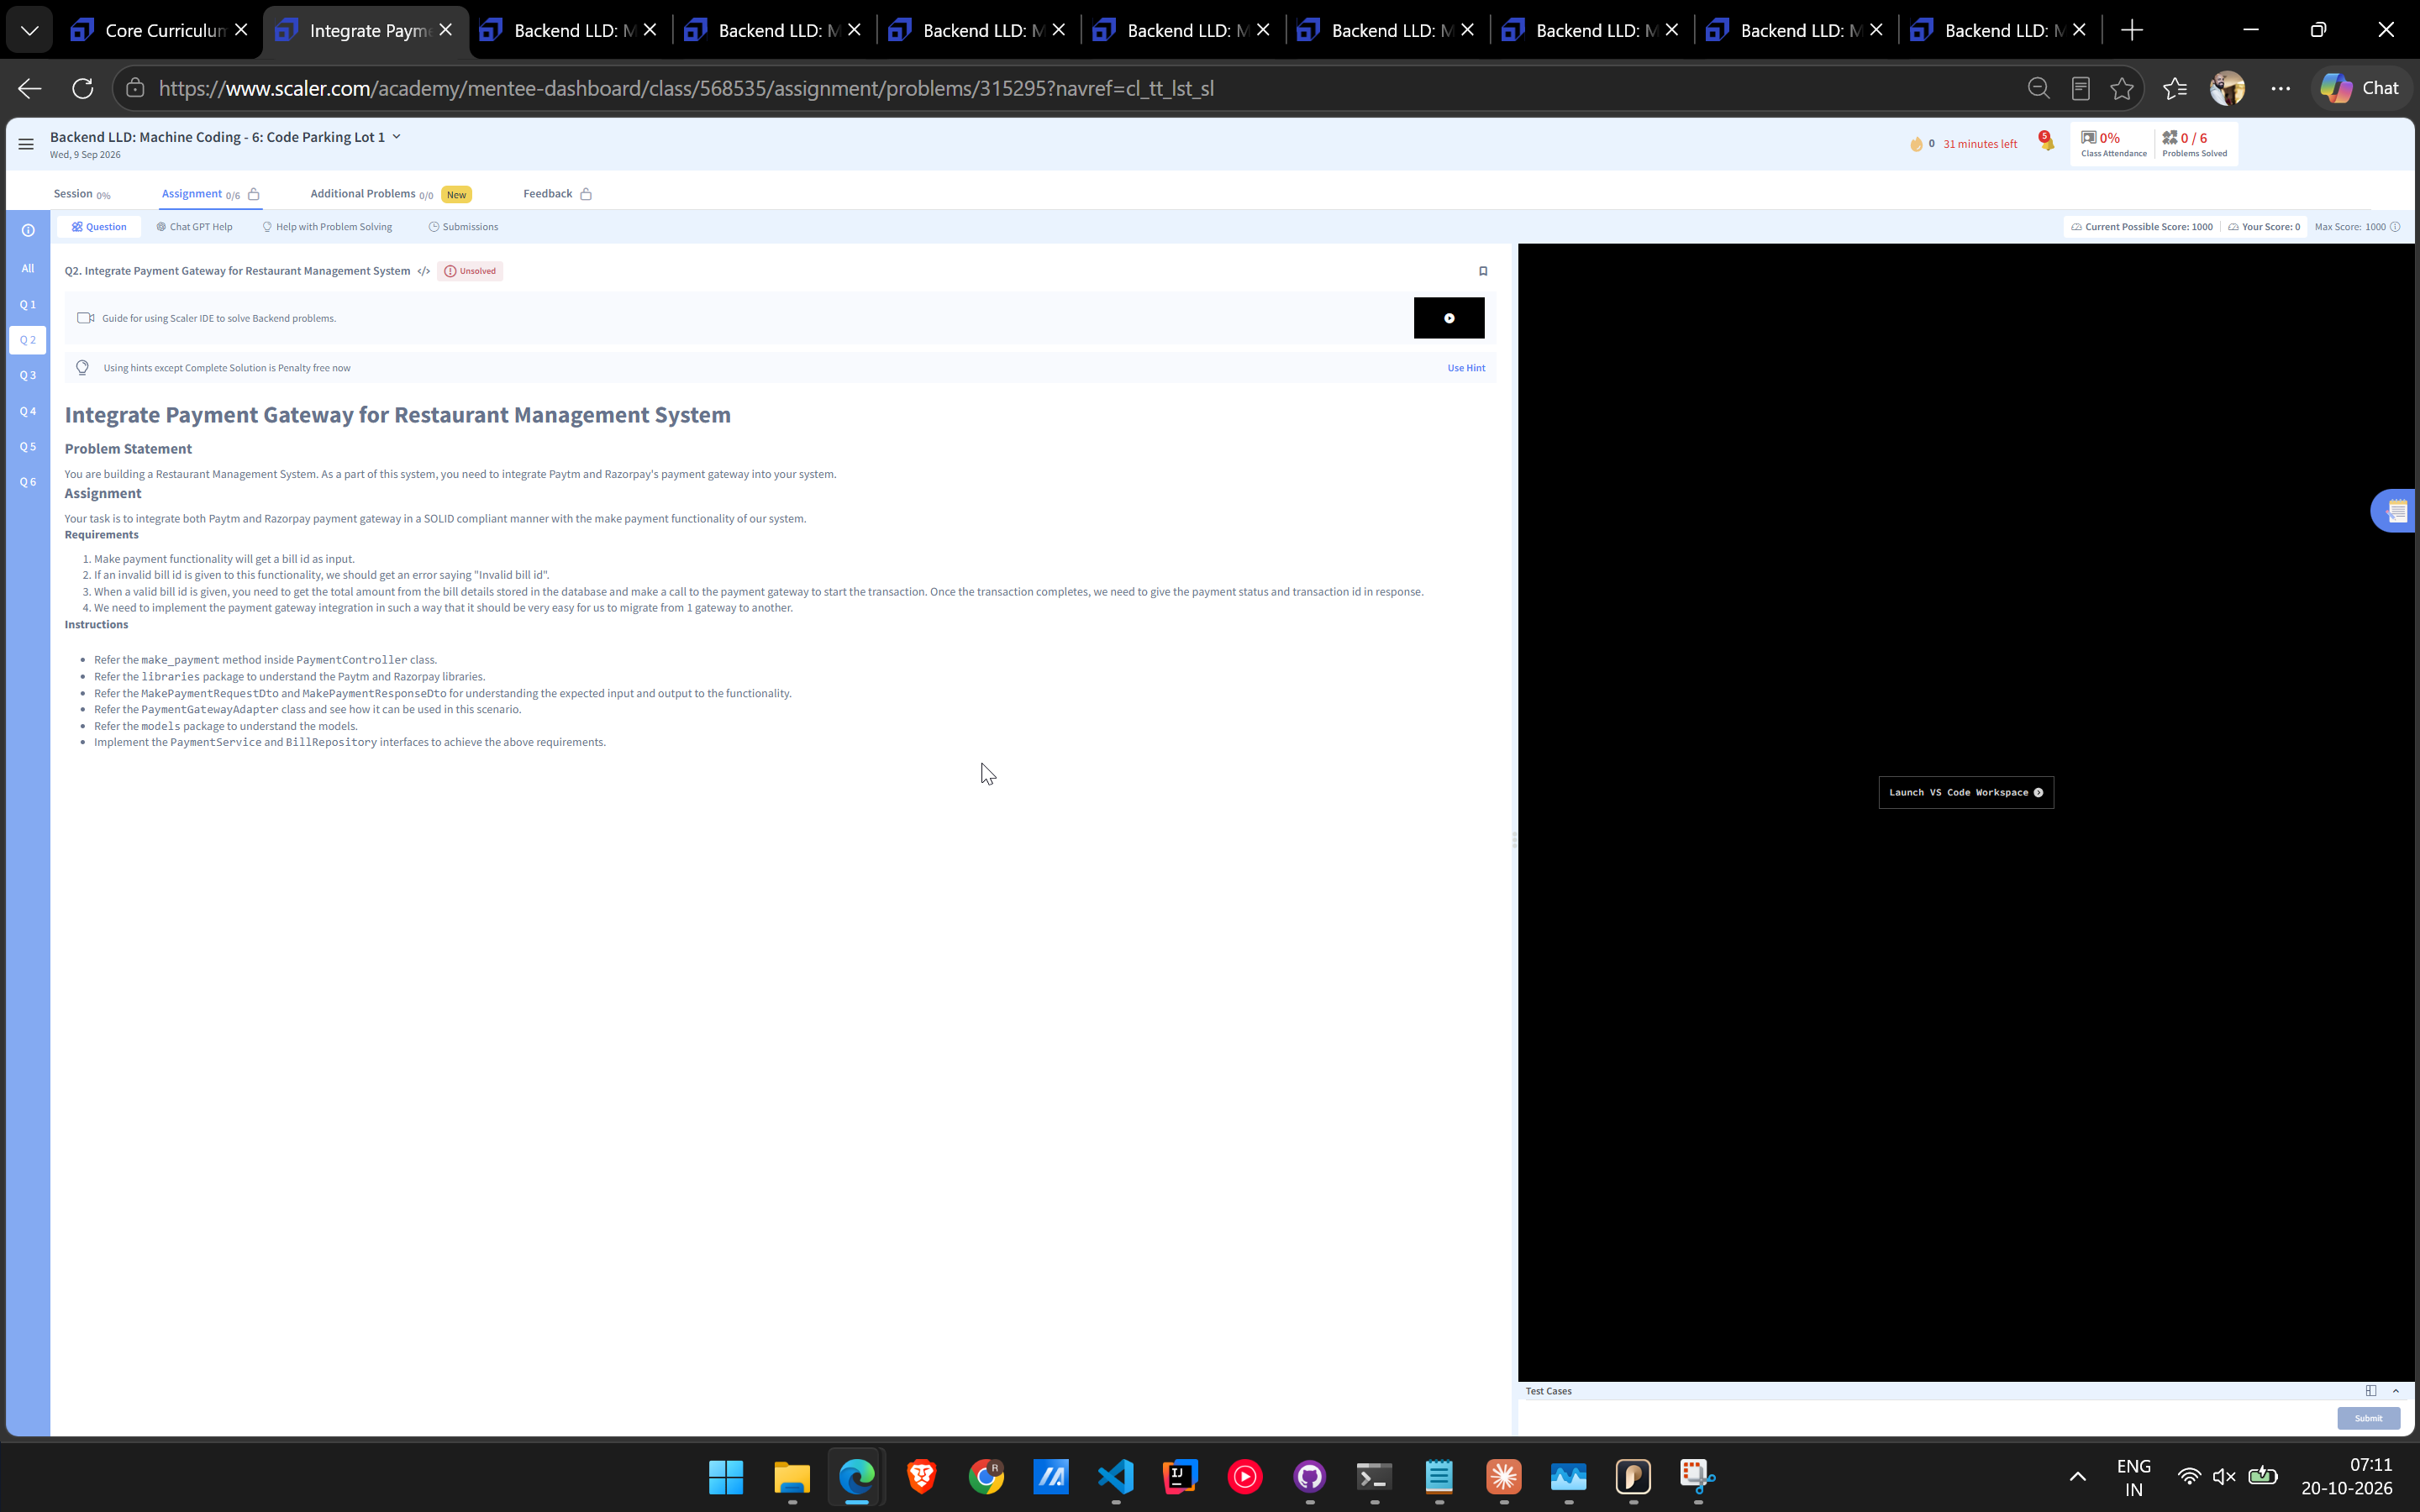 Core Curriculum
Integrate Payme
Backend LLD: M
Backend LLD: M
Backend LLD: M
Backend LLD: M
Backend LLD: M
Backend LLD: M
Backend LLD: M
Backend LLD: M
https://www.scaler.com/academy/mentee-dashboard/class/568535/assignment/problems/315295?navref=cl_tt_lst_sl
Chat
Backend LLD: Machine Coding - 6: Code Parking Lot 1
Wed, 9 Sep 2026
0 31 minutes left
5
0%
Class Attendance
0 / 6
Problems Solved
Session 0%
Assignment 0/6
Additional Problems 0/0 New
Feedback
Question
Chat GPT Help
Help with Problem Solving
Submissions
Current Possible Score: 1000
Your Score: 0
Max Score: 1000
All
Q 1
Q 2
Q 3
Q 4
Q 5
Q 6
Q2. Integrate Payment Gateway for Restaurant Management System </> Unsolved
Guide for using Scaler IDE to solve Backend problems.
Using hints except Complete Solution is Penalty free now
Use Hint
Integrate Payment Gateway for Restaurant Management System
Problem Statement
You are building a Restaurant Management System. As a part of this system, you need to integrate Paytm and Razorpay's payment gateway into your system.
Assignment
Your task is to integrate both Paytm and Razorpay payment gateway in a SOLID compliant manner with the make payment functionality of our system.
Requirements
1. Make payment functionality will get a bill id as input.
2. If an invalid bill id is given to this functionality, we should get an error saying "Invalid bill id".
3. When a valid bill id is given, you need to get the total amount from the bill details stored in the database and make a call to the payment gateway to start the transaction. Once the transaction completes, we need to give the payment status and transaction id in response.
4. We need to implement the payment gateway integration in such a way that it should be very easy for us to migrate from 1 gateway to another.
Instructions
• Refer the make_payment method inside PaymentController class.
• Refer the libraries package to understand the Paytm and Razorpay libraries.
• Refer the MakePaymentRequestDto and MakePaymentResponseDto for understanding the expected input and output to the functionality.
• Refer the PaymentGatewayAdapter class and see how it can be used in this scenario.
• Refer the models package to understand the models.
• Implement the PaymentService and BillRepository interfaces to achieve the above requirements.
Launch VS Code Workspace
Test Cases
Submit
R
IJ
ENG
IN
07:11
20-10-2026